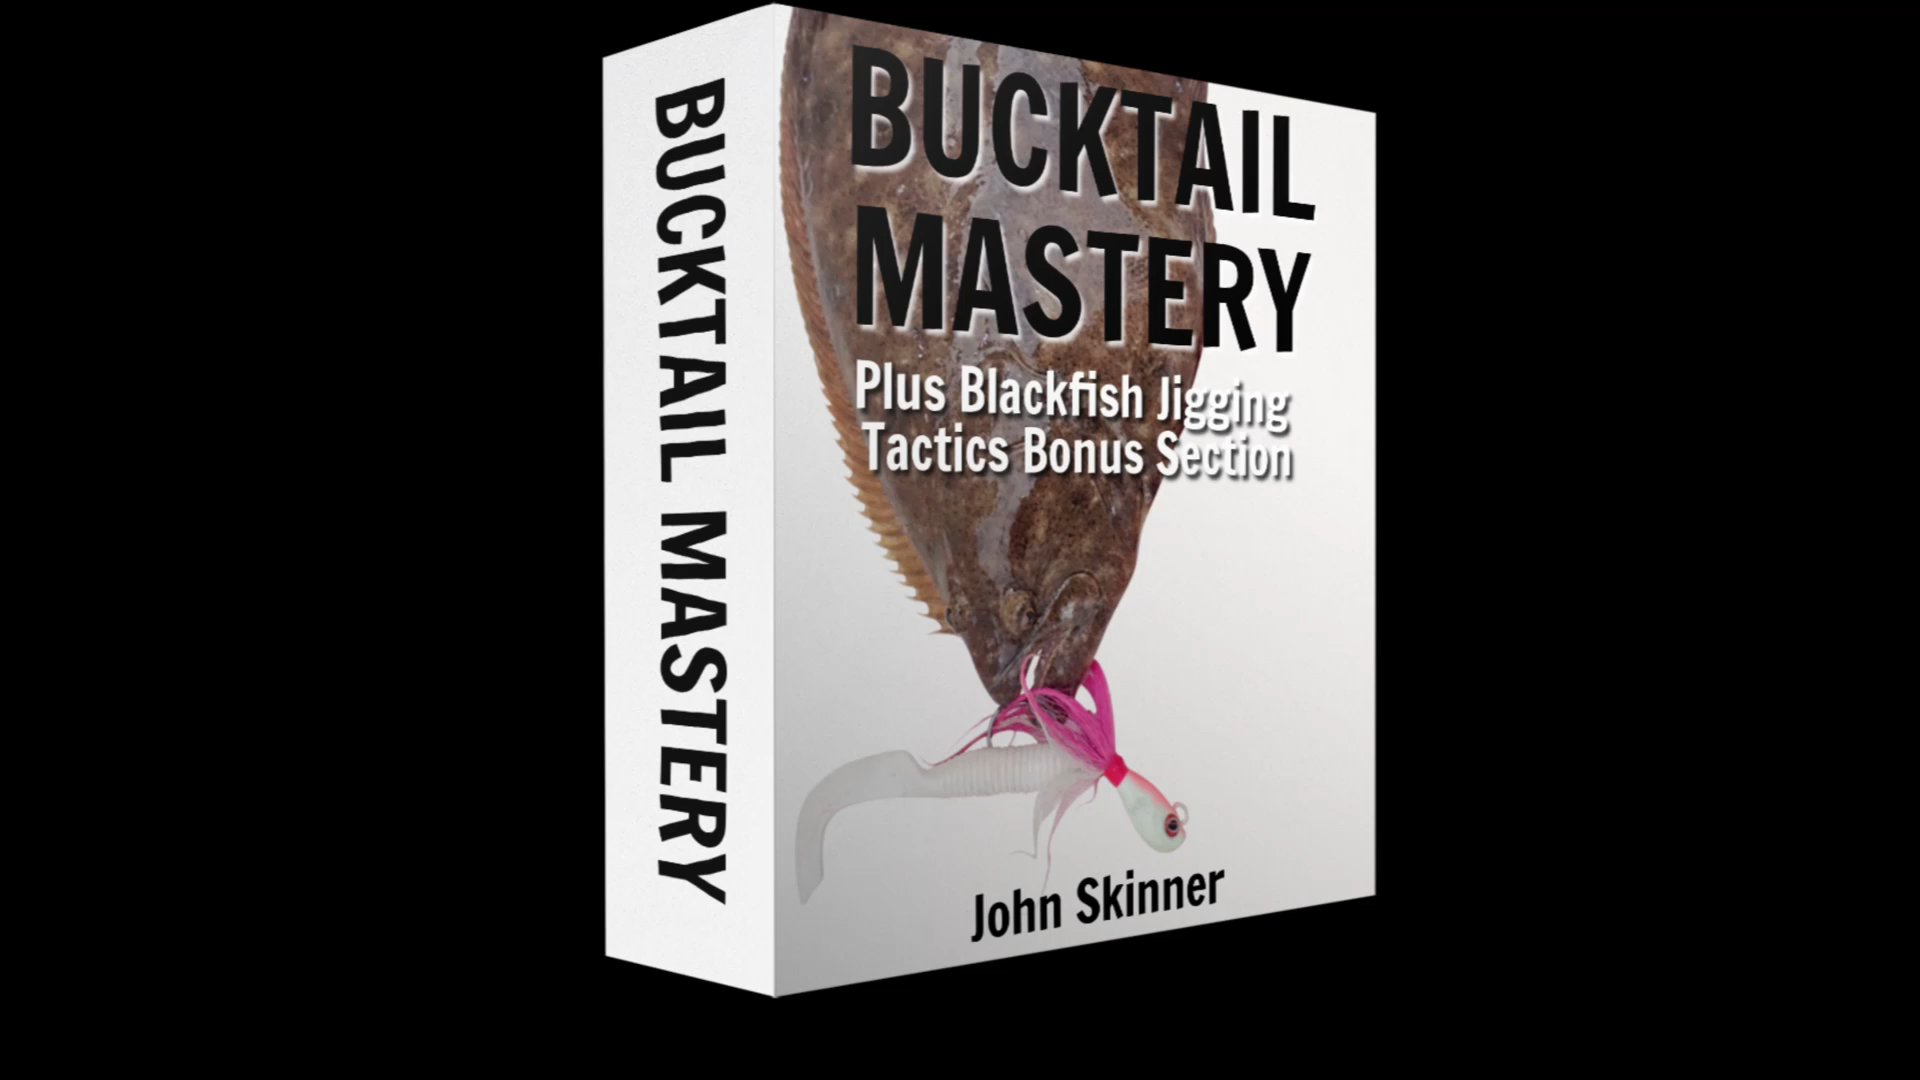 BUCKTAIL MASTERY
BUCKTAIL
MASTERY
Plus Blackfish Jigging
Tactics Bonus Section
John Skinner